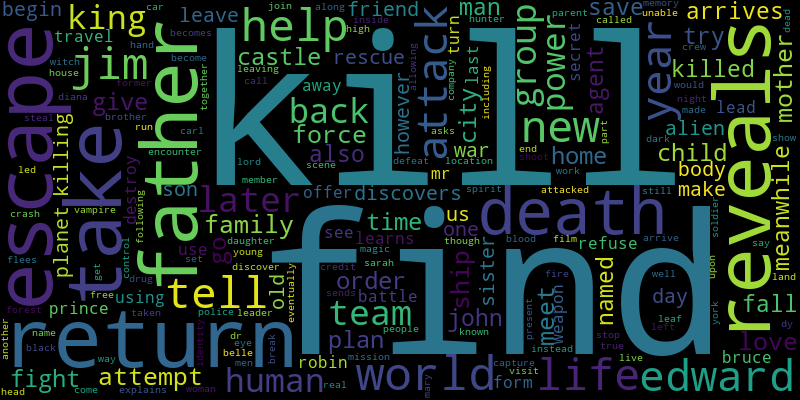 begin
king
travel
leave
friend
man
save
arrives
car
join
along
high
inside
hunter
parent
called
unable
memory
dead
kill
find
help
jim
father
castle
rescue
attack
turn
last
city
group
power
secret
agent
year
try
crew
killed
reveals
mother
becomes
hand
become
witch
house
together
leaving
call
away
however
allowing
company
including
escape
take
killing
planet
diana
former
give
steal
brother
back
force
asks
war
new
part
would
night
made
lead
alien
dark
show
led
run
carl
encounter
lord
member
also
scene
defeat
location
mr
end
shoot
home
work
child
body
make
still
meanwhile
crash
vampire
destroy
following
son
later
offer
discovers
spirit
attacked
death
soldier
flees
control
drug
get
use
set
go
family
daughter
young
see
learns
time
though
us
one
sister
blood
film
refuse
arrive
well
upon
say
land
forest
free
using
taken
tell
discover
old
eventually
credit
magic
sarah
order
sends
battle
ship
meet
weapon
present
fire
named
day
leaf
fall
prince
another
name
black
return
police
leader
identity
dr
eye
men
belle
break
team
people
plan
john
known
instead
stop
true
left
york
love
dy
bruce
way
head
fight
come
attempt
explains
woman
human
robin
real
mission
world
mary
capture
visit
form
life
live
edward